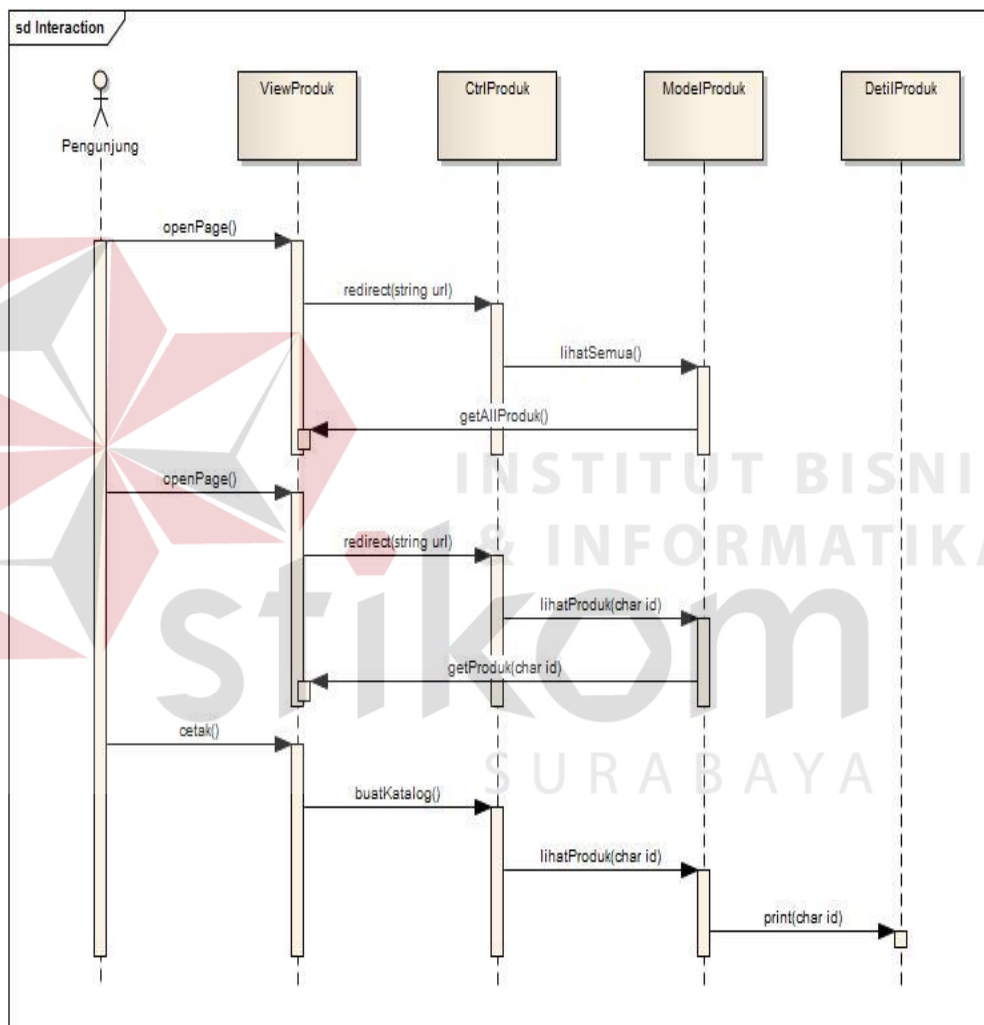 sd Interaction
Pengunjung
ViewProduk
CtrlProduk
ModelProduk
DetilProduk
openPage()
redirect(string url)
lihatSemua()
getAllProduk()
openPage()
redirect(string url)
lihatProduk(char id)
getProduk(char id)
cetak()
buatKatalog()
lihatProduk(char id)
print(char id)
INSTITUT BISNI
& INFORMATIKA
stikom
SURABAYA